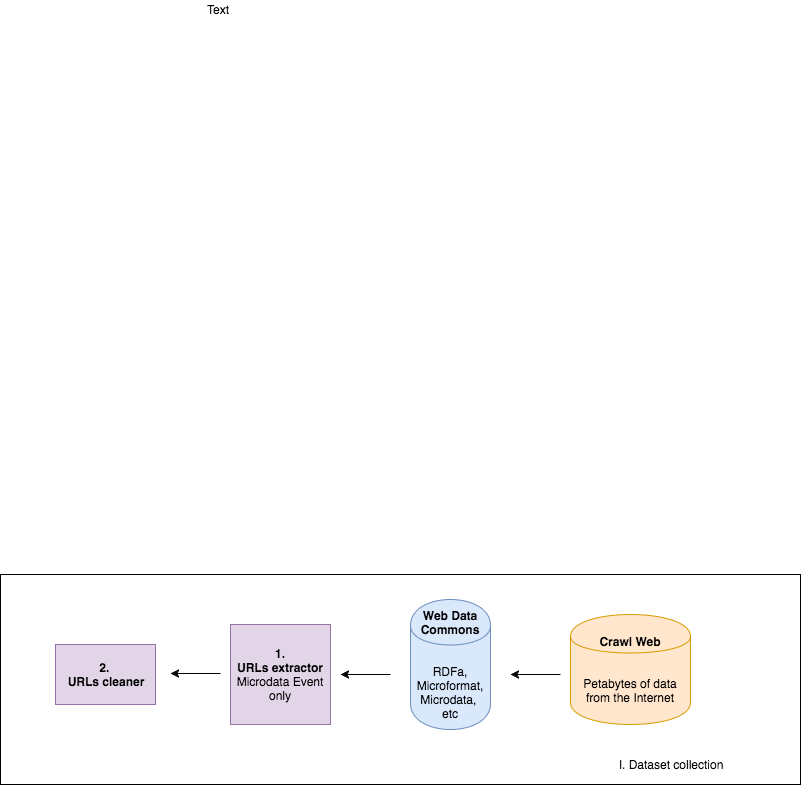 Text
2.
URLs cleaner
1.
URLs extractor
Microdata Event
only
Web Data
Commons
RDFa,
Microformat,
Microdata,
etc
Crawl Web
Petabytes of data
from the Internet
I. Dataset collection